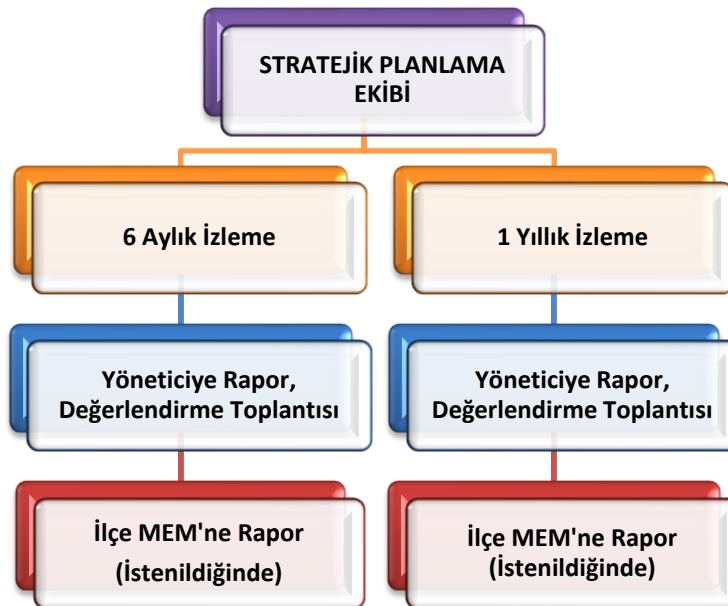 STRATEJİK PLANLAMA
EKİBİ
6 Aylık İzleme
1 Yıllık İzleme
Yöneticiye Rapor,
Değerlendirme Toplantısı
Yöneticiye Rapor,
Değerlendirme Toplantısı
İlçe MEM'ne Rapor
(İstenildiğinde)
İlçe MEM'ne Rapor
(İstenildiğinde)